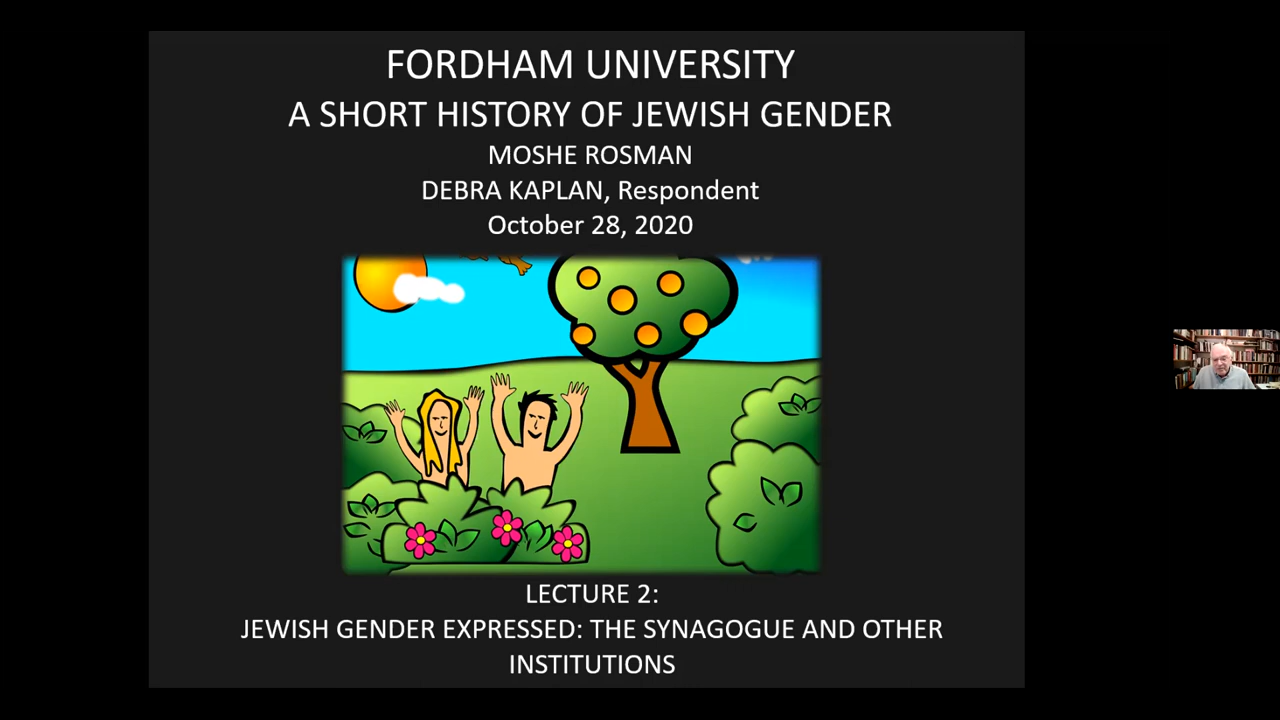 FORDHAM UNIVERSITY
A SHORT HISTORY OF JEWISH GENDER
MOSHE ROSMAN
DEBRA KAPLAN, Respondent
October 28, 2020
LECTURE 2:
JEWISH GENDER EXPRESSED: THE SYNAGOGUE AND OTHER
INSTITUTIONS